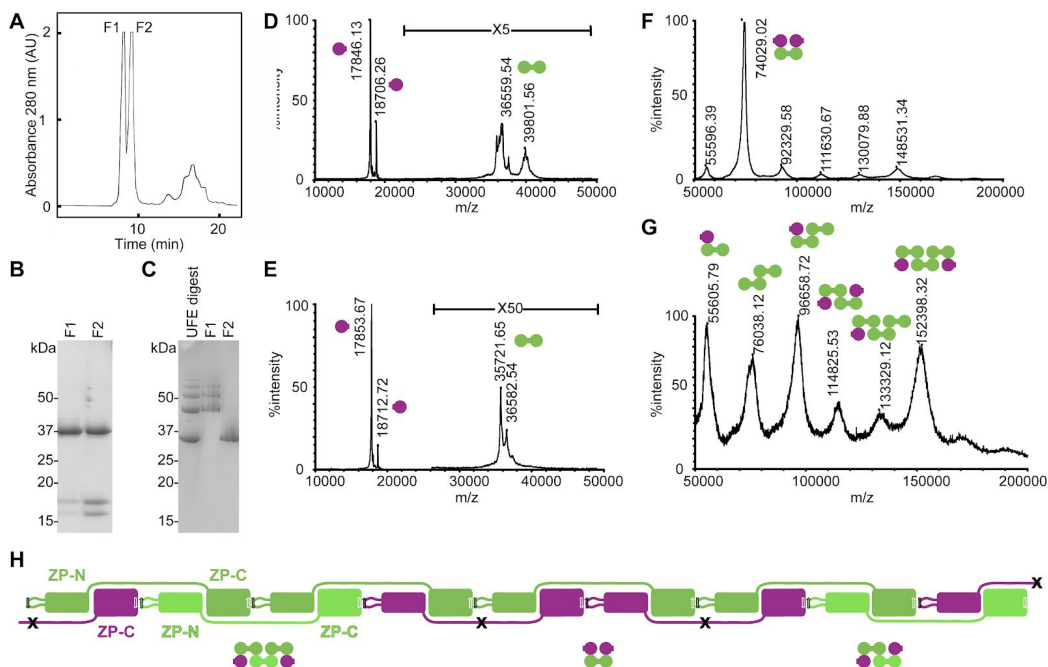 A
F1
F2
2
1
0
Absorbance 280 nm (AU)
10
20
Time (min)
B
F1
F2
kDa
50
37
25
20
15
C
UFE digest
F1
F2
kDa
50
37
25
20
15
D
X5
100
50
0
%intensity
17846.13
18706.26
36559.54
39801.56
10000
20000
30000
40000
50000
m/z
E
X50
100
50
0
%intensity
17853.67
18712.72
35721.65
36582.54
10000
20000
30000
40000
50000
m/z
F
100
50
0
%intensity
55596.39
74029.02
92329.58
111630.67
130079.88
148531.34
50000
100000
150000
200000
m/z
G
100
50
0
%intensity
55605.79
76038.12
96658.72
114825.53
133329.12
152398.32
50000
100000
150000
200000
m/z
H
ZP-N
ZP-C
X
X
X
X
ZP-C
ZP-N
ZP-C